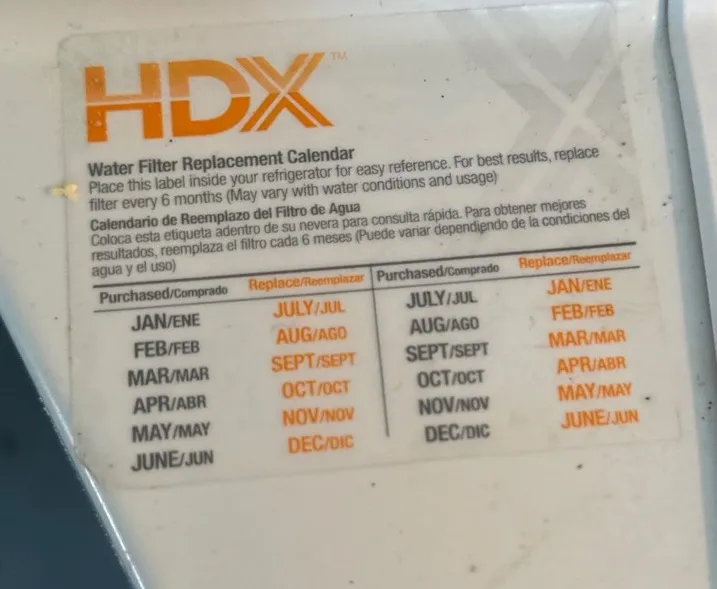 HDX™
Water Filter Replacement Calendar
Place this label inside your refrigerator for easy reference. For best results, replace
filter every 6 months (May vary with water conditions and usage)
Calendario de Reemplazo del Filtro de Agua
Coloca esta etiqueta adentro de su nevera para consulta rápida. Para obtener mejores
resultados, reemplaza el filtro cada 6 meses (Puede variar dependiendo de la condiciones del
agua y el uso)
Purchased/Comprado Replace/Reemplazar Purchased/Comprado Replace/Reemplazar
JAN/ENE JULY/JUL JULY/JUL JAN/ENE
FEB/FEB AUG/AGO AUG/AGO FEB/FEB
MAR/MAR SEPT/SEPT SEPT/SEPT MAR/MAR
APR/ABR OCT/OCT OCT/OCT APR/ABR
MAY/MAY NOV/NOV NOV/NOV MAY/MAY
JUNE/JUN DEC/DIC DEC/DIC JUNE/JUN